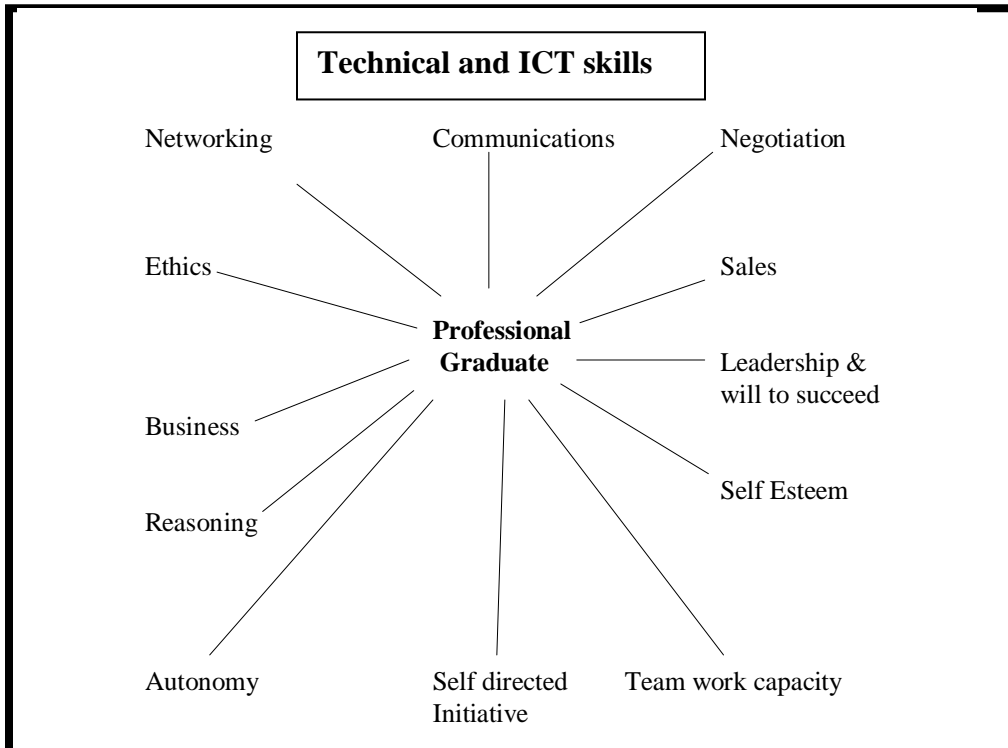 Technical and ICT skills
Networking
Communications
Negotiation
Ethics
Sales
Professional
Graduate
Leadership &
will to succeed
Business
Self Esteem
Reasoning
Autonomy
Self directed
Initiative
Team work capacity